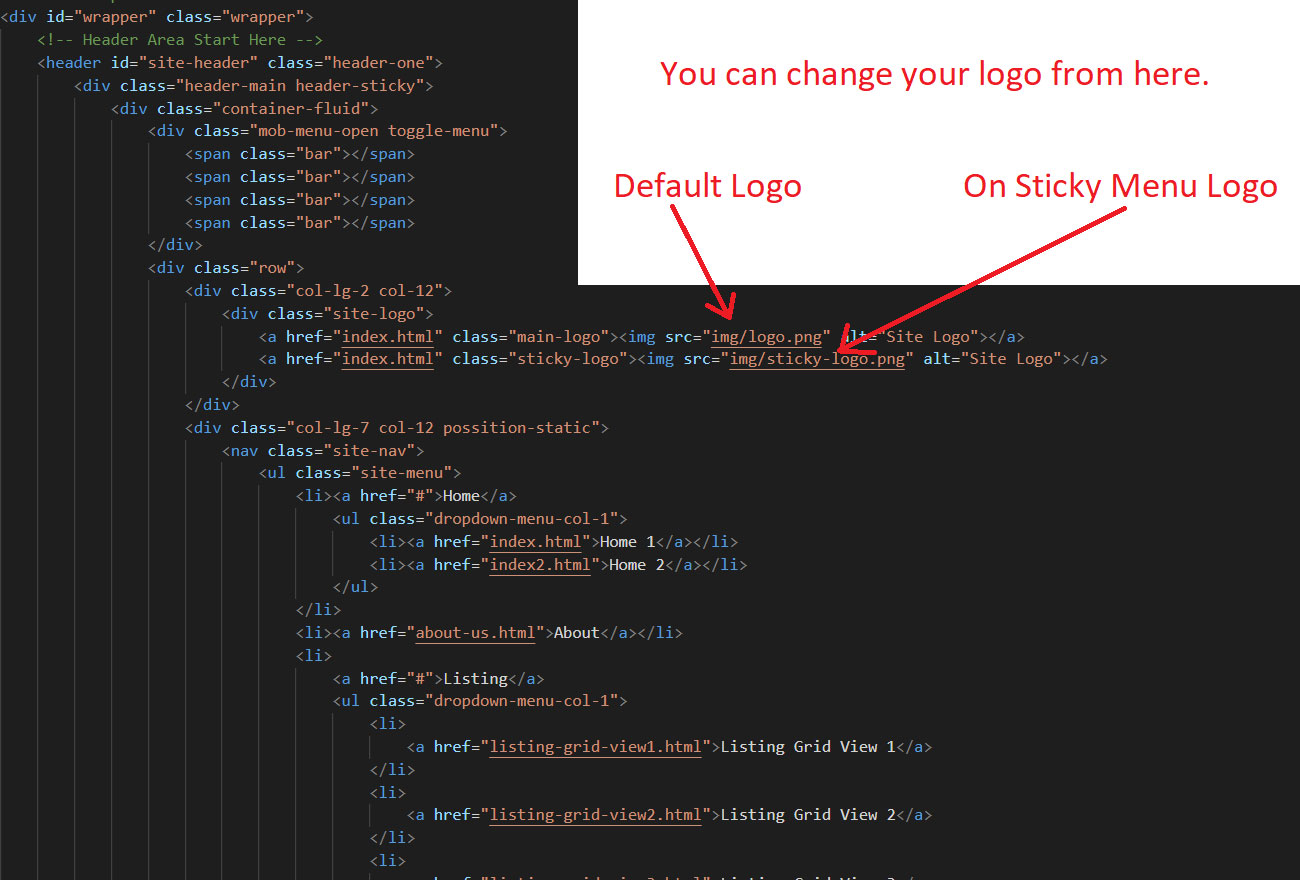 <div id="wrapper" class="wrapper">
<!-- Header Area Start Here -->
<header id="site-header" class="header-one">
You can change your logo from here.
<div class="header-main header-sticky">
<div class="container-fluid">
<div class="mob-menu-open toggle-menu">
<span class="bar"></span>
<span class="bar"></span>
Default Logo
On Sticky Menu Logo
<span class="bar"></span>
<span class="bar"></span>
</div>
<div class="row">
<div class="col-lg-2 col-12">
<div class="site-logo">
<a href="index.html" class="main-logo"><img src="img/logo.png" alt="Site Logo"></a>
<a href="index.html" class="sticky-logo"><img src="img/sticky-logo.png" alt="Site Logo"></a>
</div>
</div>
<div class="col-lg-7 col-12 possition-static">
<nav class="site-nav">
<ul class="site-menu">
<li><a href="#">Home</a>
<ul class="dropdown-menu-col-1">
<li><a href="index.html">Home 1</a></li>
<li><a href="index2.html">Home 2</a></li>
</ul>
</li>
<li><a href="about-us.html">About</a></li>
<li>
<a href="#">Listing</a>
<ul class="dropdown-menu-col-1">
<li>
<a href="listing-grid-view1.html">Listing Grid View 1</a>
</li>
<li>
<a href="listing-grid-view2.html">Listing Grid View 2</a>
</li>
<li>